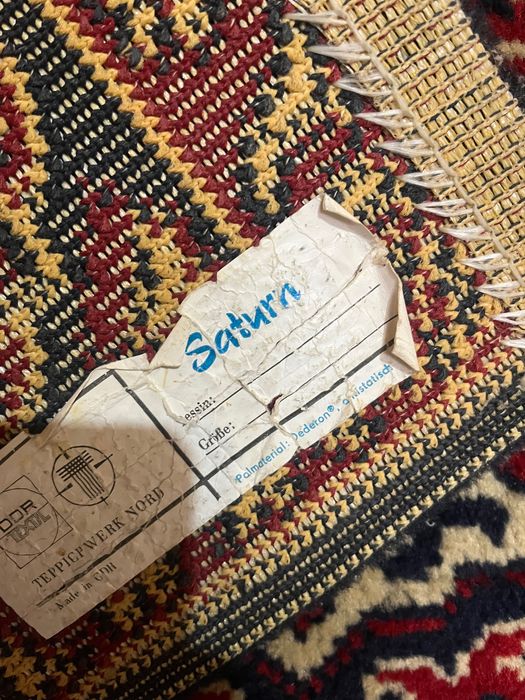 Saturn
essin:
Größe:
Polmaterial: Dederon®, antistatisch
DDR
TEXTIL
TEPPICHWERK NORD
Made in GDR